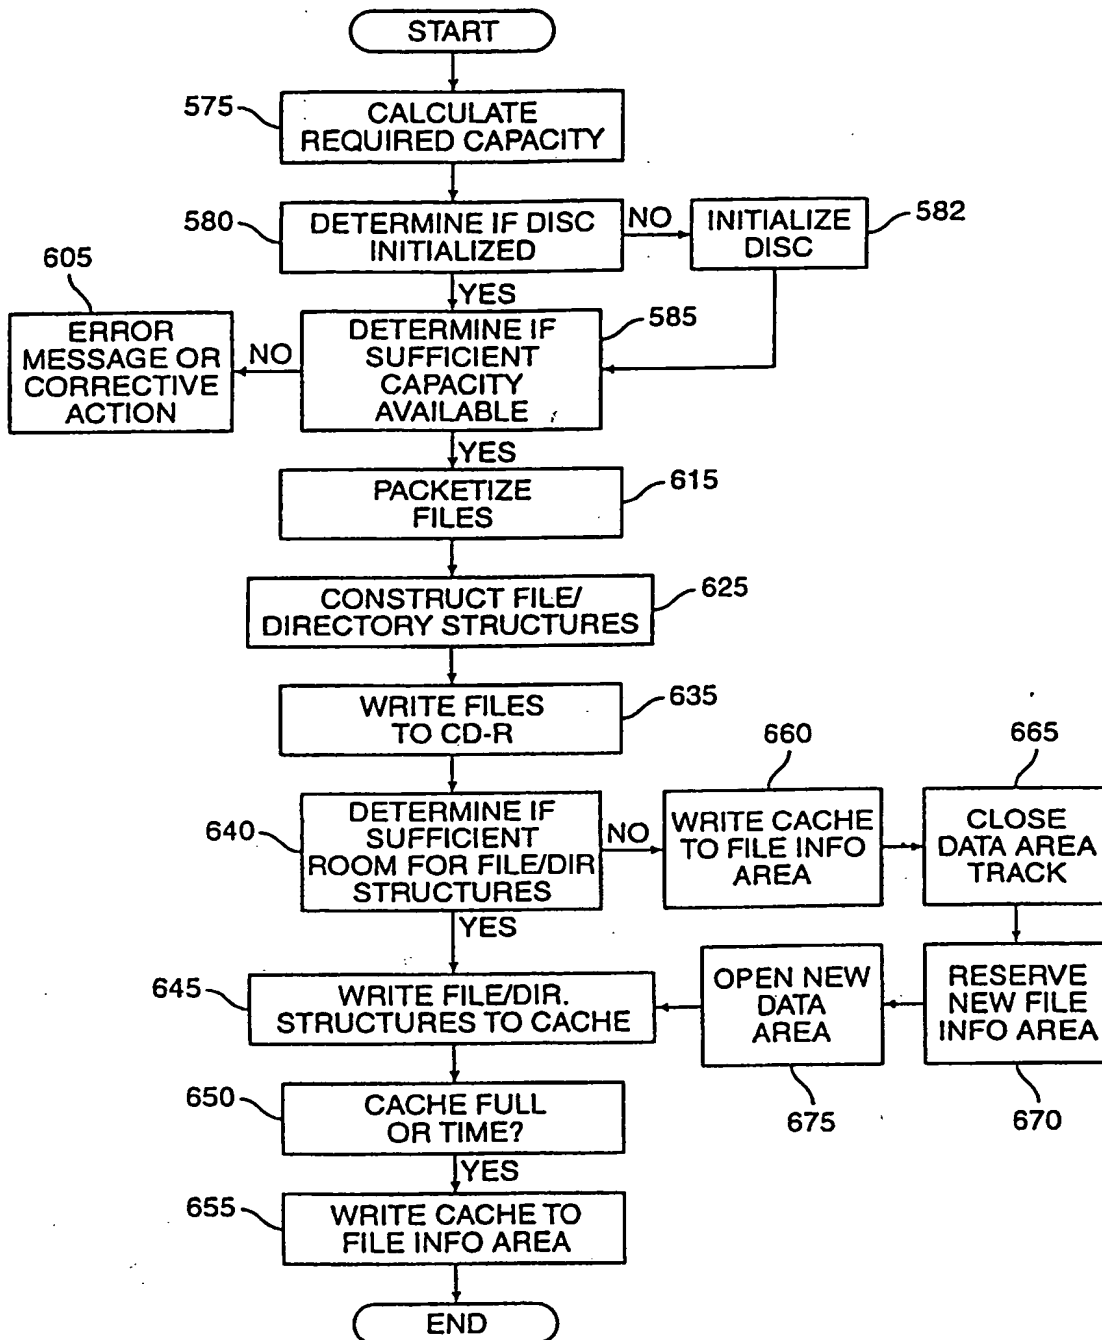 START
575
CALCULATE
REQUIRED CAPACITY
580
DETERMINE IF DISC
INITIALIZED
NO
INITIALIZE
DISC
582
YES
605
ERROR
MESSAGE OR
CORRECTIVE
ACTION
NO
DETERMINE IF
SUFFICIENT
CAPACITY
AVAILABLE
585
YES
PACKETIZE
FILES
615
CONSTRUCT FILE/
DIRECTORY STRUCTURES
625
WRITE FILES
TO CD-R
635
640
DETERMINE IF
SUFFICIENT
ROOM FOR FILE/DIR
STRUCTURES
NO
660
WRITE CACHE
TO FILE INFO
AREA
665
CLOSE
DATA AREA
TRACK
YES
645
WRITE FILE/DIR.
STRUCTURES TO CACHE
OPEN NEW
DATA
AREA
675
RESERVE
NEW FILE
INFO AREA
670
650
CACHE FULL
OR TIME?
YES
655
WRITE CACHE TO
FILE INFO AREA
END